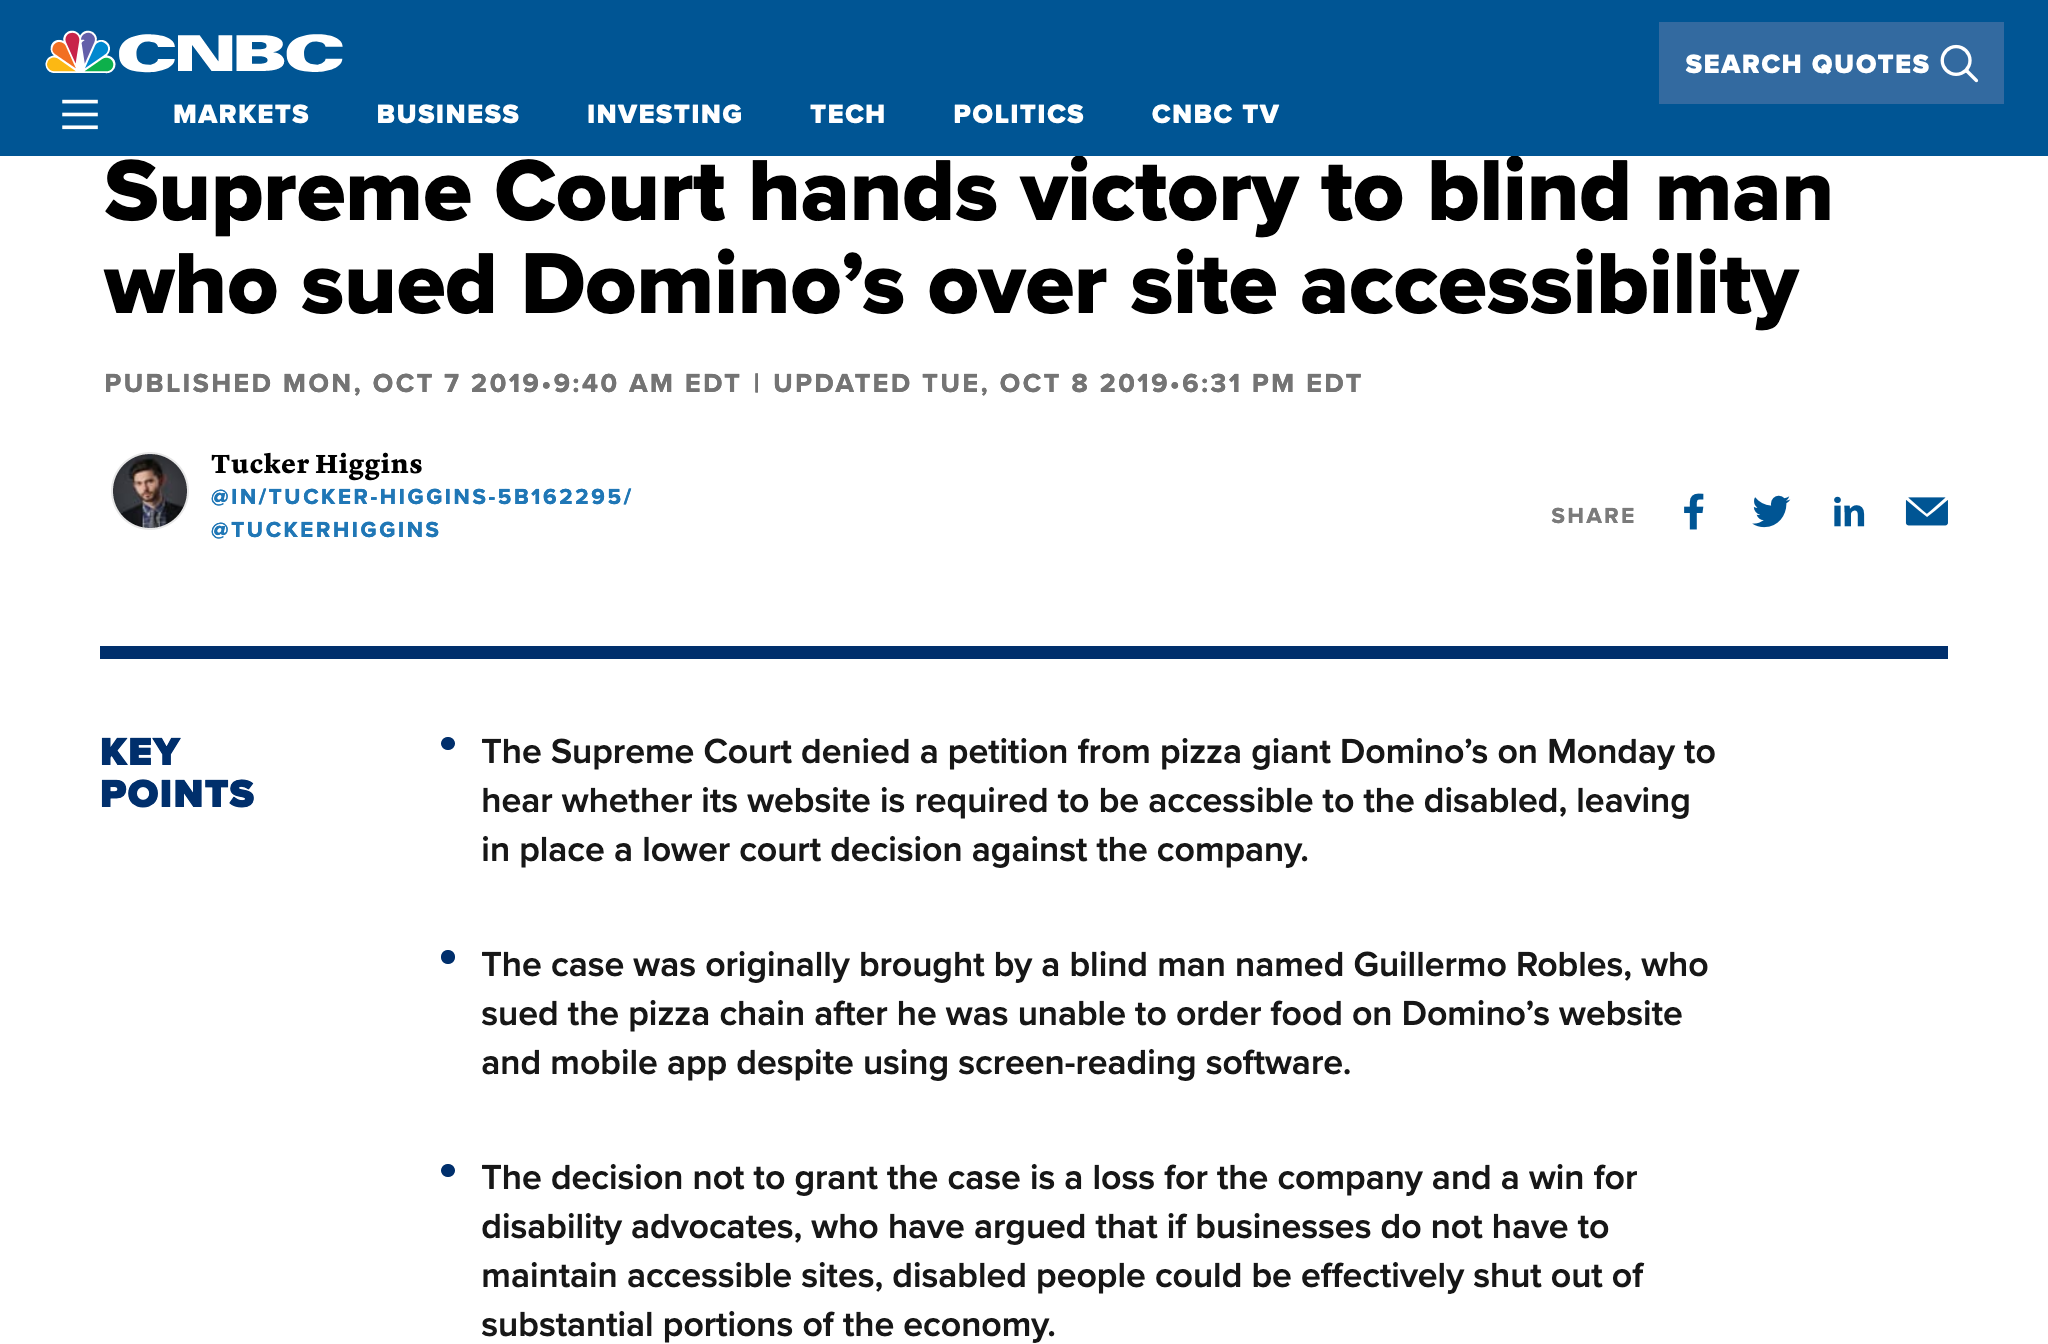 CNBC
SEARCH QUOTES
MARKETS BUSINESS INVESTING TECH POLITICS CNBC TV
Supreme Court hands victory to blind man
who sued Domino’s over site accessibility
PUBLISHED MON, OCT 7 2019•9:40 AM EDT | UPDATED TUE, OCT 8 2019•6:31 PM EDT
Tucker Higgins
@IN/TUCKER-HIGGINS-5B162295/
@TUCKERHIGGINS
SHARE
KEY
POINTS
• The Supreme Court denied a petition from pizza giant Domino’s on Monday to
hear whether its website is required to be accessible to the disabled, leaving
in place a lower court decision against the company.
• The case was originally brought by a blind man named Guillermo Robles, who
sued the pizza chain after he was unable to order food on Domino’s website
and mobile app despite using screen-reading software.
• The decision not to grant the case is a loss for the company and a win for
disability advocates, who have argued that if businesses do not have to
maintain accessible sites, disabled people could be effectively shut out of
substantial portions of the economy.